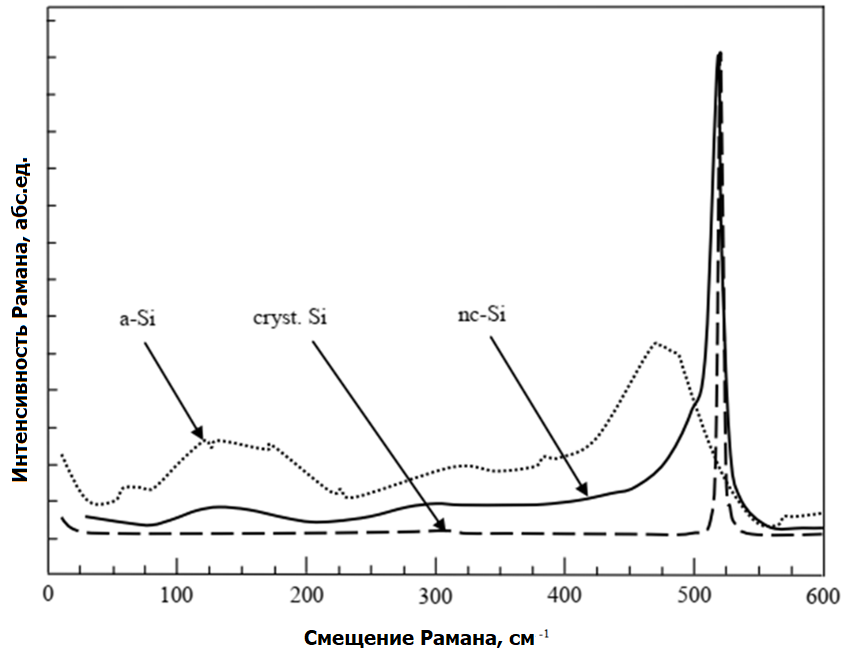 Интенсивность Рамана, абс.ед.
a-Si
cryst. Si
nc-Si
0 100 200 300 400 500 600
Смещение Рамана, см -1